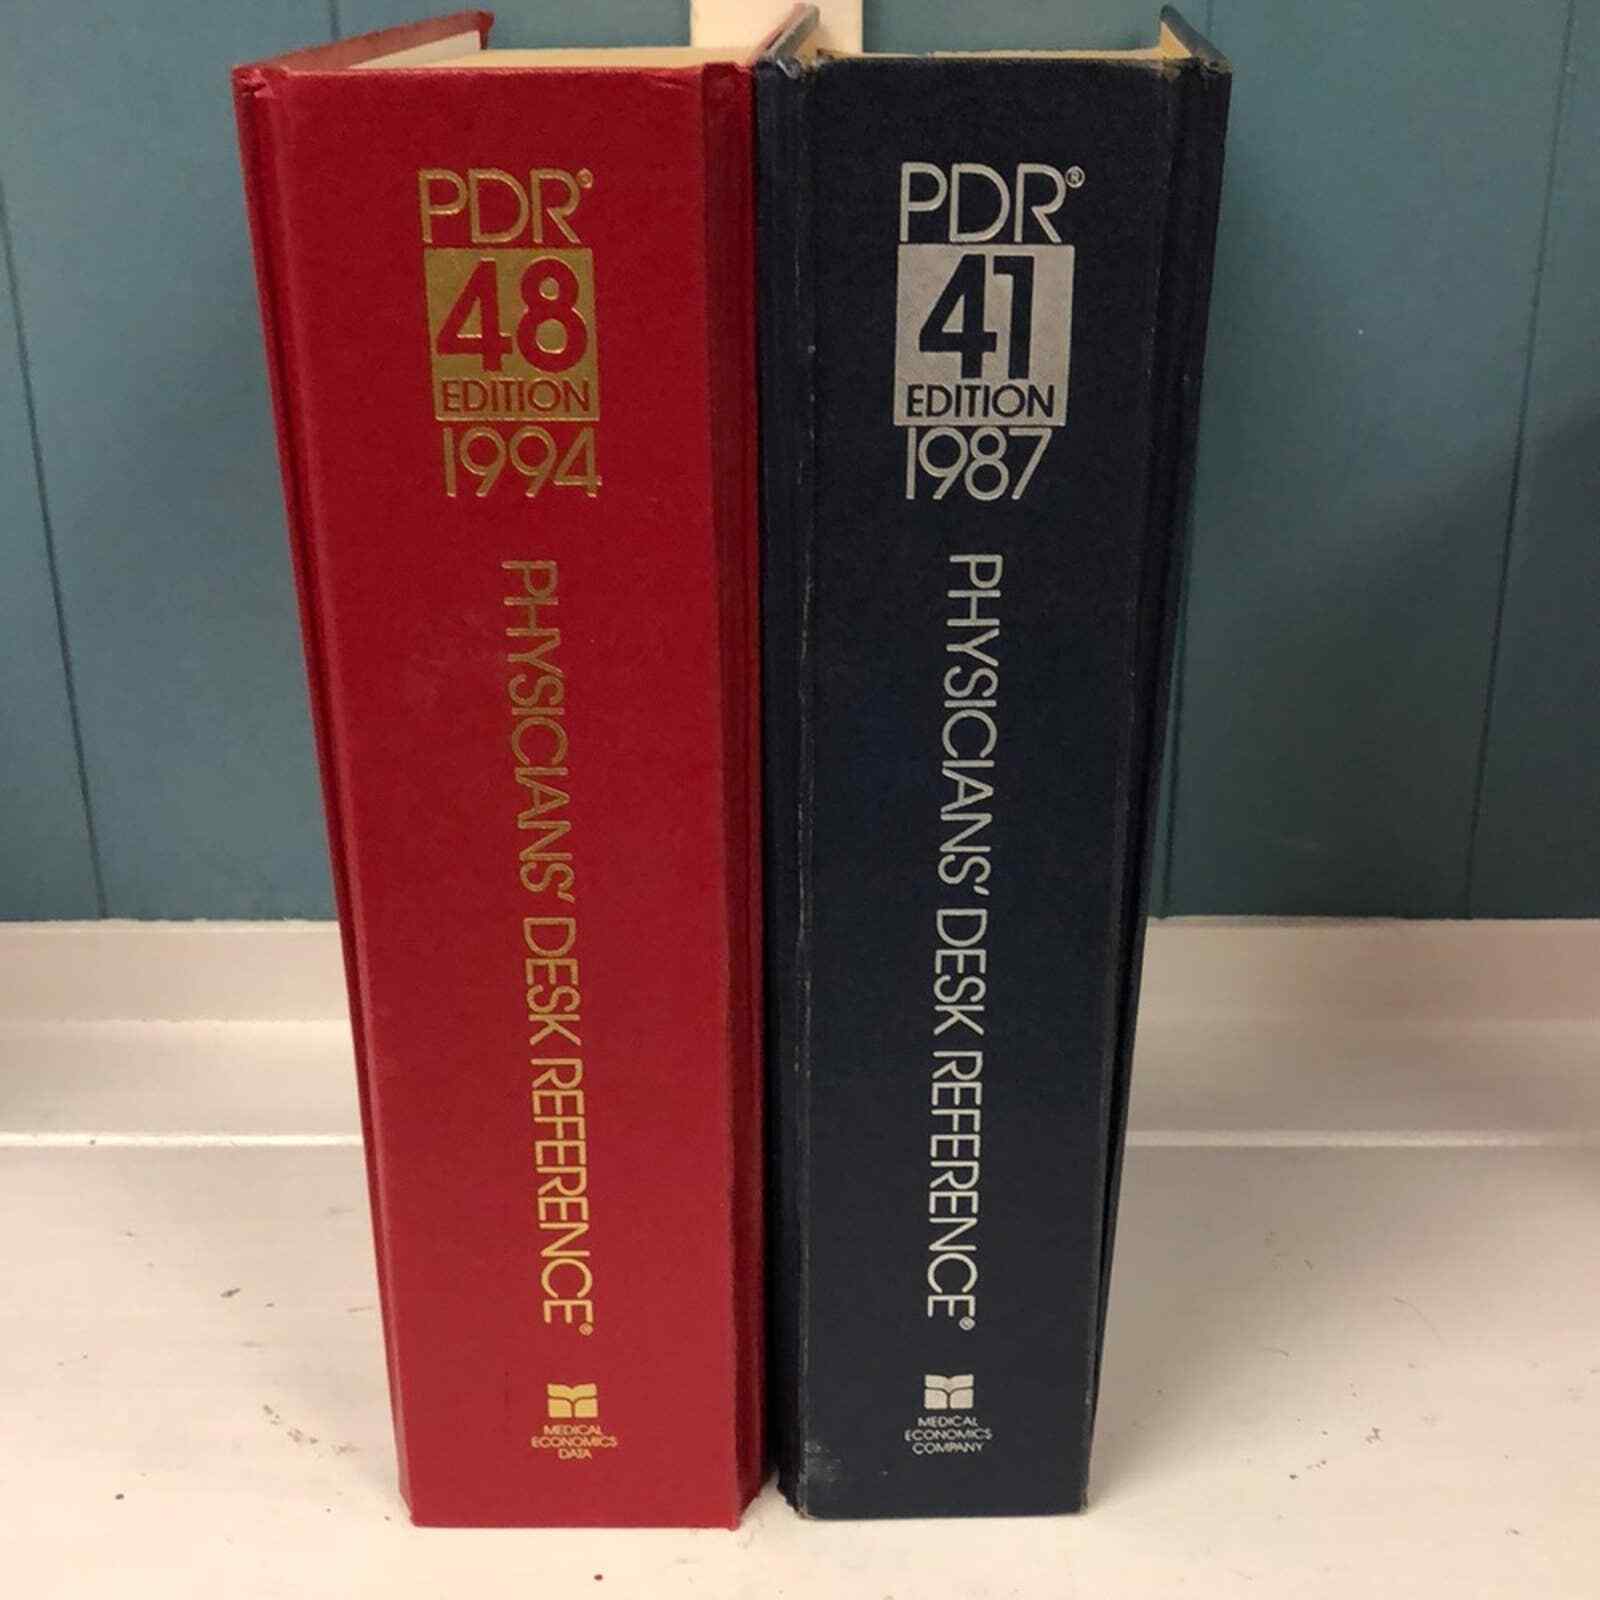 PDR®
48
EDITION
1994
PHYSICIANS' DESK REFERENCE®
MEDICAL
ECONOMICS
DATA
PDR®
41
EDITION
1987
PHYSICIANS' DESK REFERENCE®
MEDICAL
ECONOMICS
COMPANY